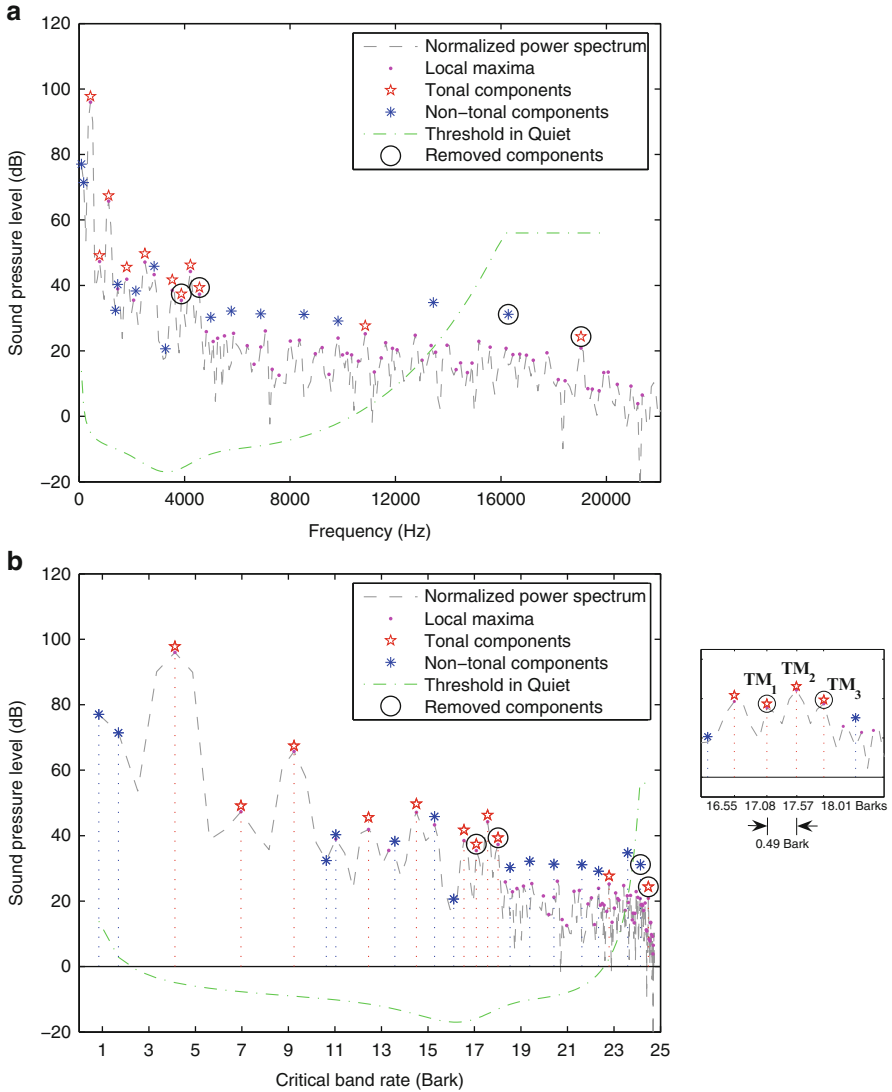 a
120
100
80
60
40
20
0
−20
Sound pressure level (dB)
Normalized power spectrum
Local maxima
Tonal components
Non−tonal components
Threshold in Quiet
Removed components
0 4000 8000 12000 16000 20000
Frequency (Hz)
b
120
100
80
60
40
20
0
−20
Sound pressure level (dB)
Normalized power spectrum
Local maxima
Tonal components
Non−tonal components
Threshold in Quiet
Removed components
1 3 5 7 9 11 13 15 17 19 21 23 25
Critical band rate (Bark)
TM1 TM2 TM3
16.55 17.08 17.57 18.01 Barks
0.49 Bark